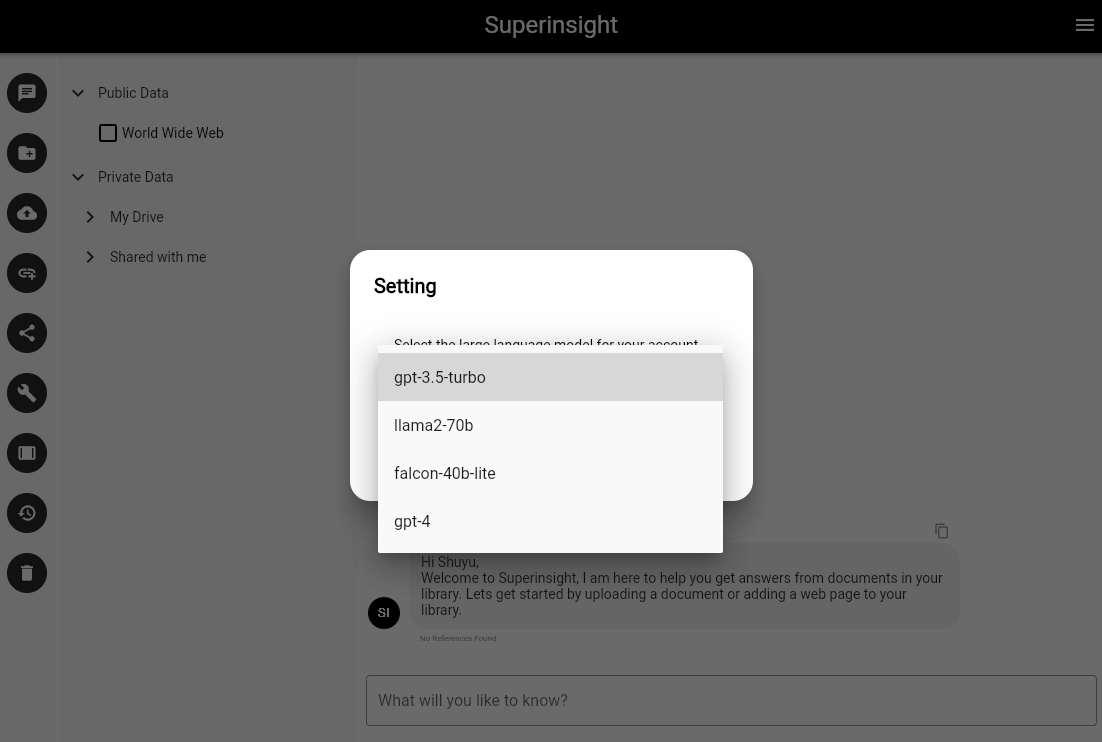 Superinsight
Public Data
World Wide Web
Private Data
My Drive
Shared with me
Setting
Select the large language model for your account
gpt-3.5-turbo
llama2-70b
falcon-40b-lite
gpt-4
Hi Shuyu,
Welcome to Superinsight, I am here to help you get answers from documents in your
library. Lets get started by uploading a document or adding a web page to your
library.
SI
No References Found
What will you like to know?